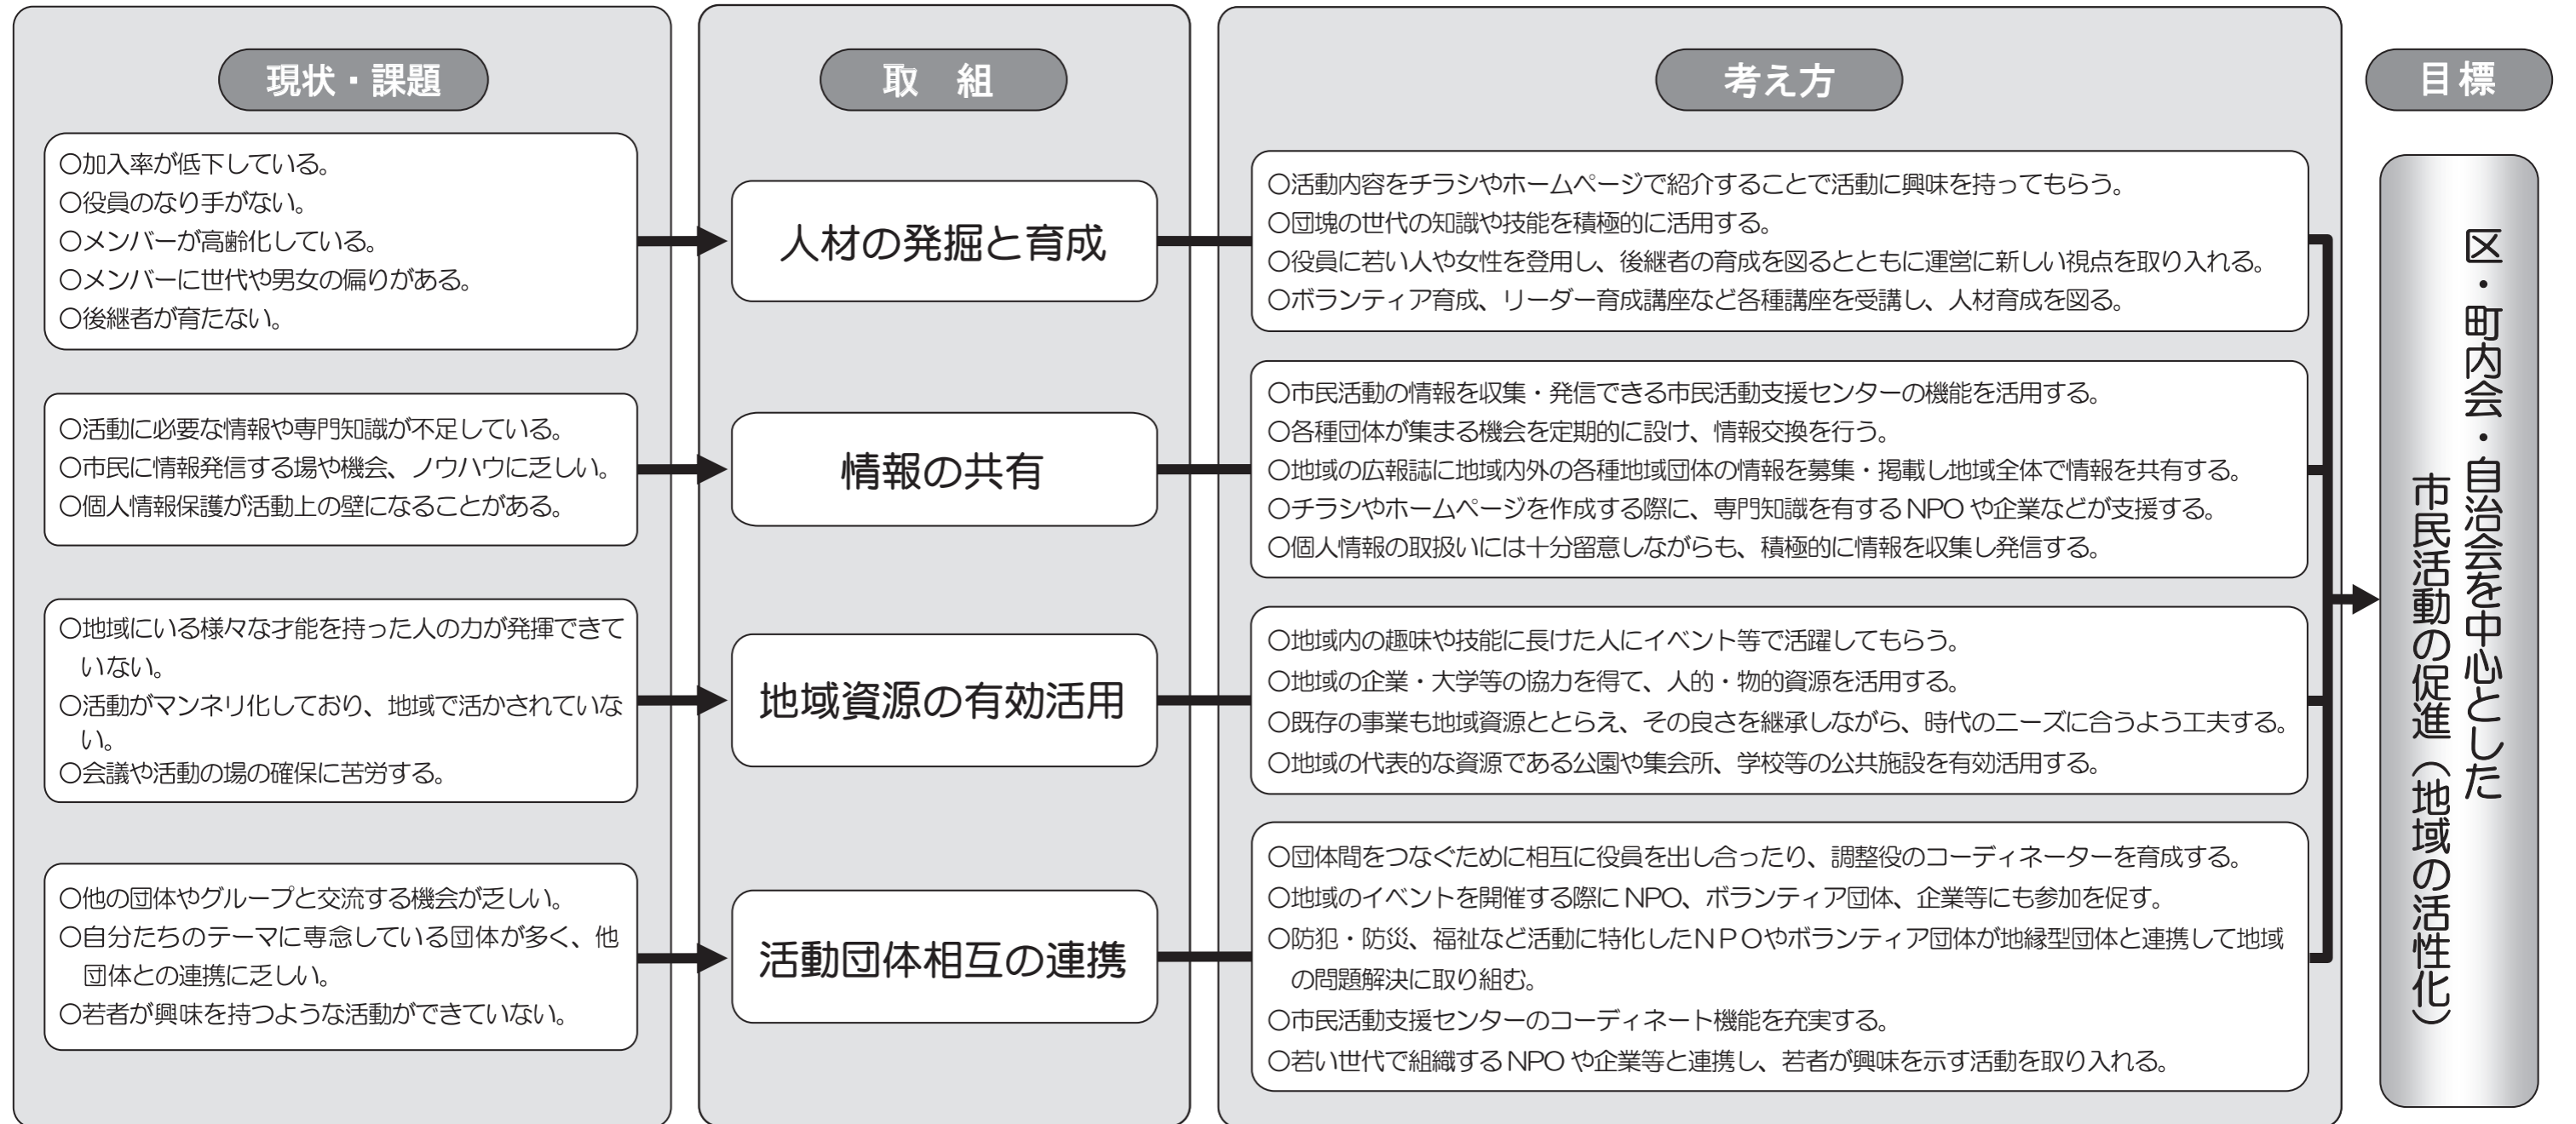 現状・課題
○加入率が低下している。
○役員のなり手がない。
○メンバーが高齢化している。
○メンバーに世代や男女の偏りがある。
○後継者が育たない。
○活動に必要な情報や専門知識が不足している。
○市民に情報発信する場や機会、ノウハウに乏しい。
○個人情報保護が活動上の壁になることがある。
○地域にいる様々な才能を持った人の力が発揮できて
いない。
○活動がマンネリ化しており、地域で活かされていな
い。
○会議や活動の場の確保に苦労する。
○他の団体やグループと交流する機会が乏しい。
○自分たちのテーマに専念している団体が多く、他
団体との連携に乏しい。
○若者が興味を持つような活動ができていない。
取　組
人材の発掘と育成
情報の共有
地域資源の有効活用
活動団体相互の連携
考え方
○活動内容をチラシやホームページで紹介することで活動に興味を持ってもらう。
○団塊の世代の知識や技能を積極的に活用する。
○役員に若い人や女性を登用し、後継者の育成を図るとともに運営に新しい視点を取り入れる。
○ボランティア育成、リーダー育成講座など各種講座を受講し、人材育成を図る。
○市民活動の情報を収集・発信できる市民活動支援センターの機能を活用する。
○各種団体が集まる機会を定期的に設け、情報交換を行う。
○地域の広報誌に地域内外の各種地域団体の情報を募集・掲載し地域全体で情報を共有する。
○チラシやホームページを作成する際に、専門知識を有するNPOや企業などが支援する。
○個人情報の取扱いには十分留意しながらも、積極的に情報を収集し発信する。
○地域内の趣味や技能に長けた人にイベント等で活躍してもらう。
○地域の企業・大学等の協力を得て、人的・物的資源を活用する。
○既存の事業も地域資源ととらえ、その良さを継承しながら、時代のニーズに合うよう工夫する。
○地域の代表的な資源である公園や集会所、学校等の公共施設を有効活用する。
○団体間をつなぐために相互に役員を出し合ったり、調整役のコーディネーターを育成する。
○地域のイベントを開催する際にNPO、ボランティア団体、企業等にも参加を促す。
○防犯・防災、福祉など活動に特化したＮＰＯやボランティア団体が地縁型団体と連携して地域
の問題解決に取り組む。
○市民活動支援センターのコーディネート機能を充実する。
○若い世代で組織するNPOや企業等と連携し、若者が興味を示す活動を取り入れる。
目標
区・町内会・自治会を中心とした
市民活動の促進（地域の活性化）